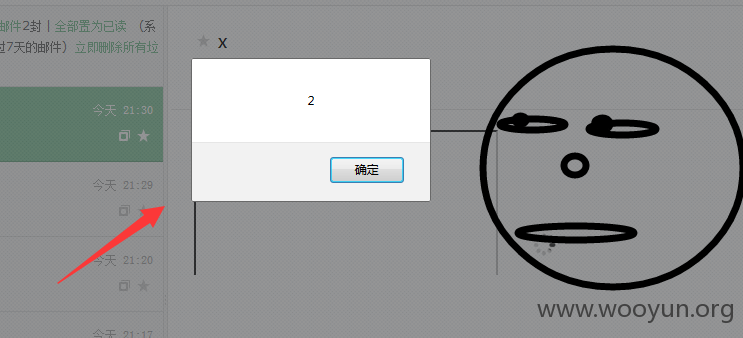 邮件2封 | 全部置为已读 （系
过7天的邮件）立即删除所有垃
今天 21:30
今天 21:29
今天 21:20
今天 21:17
★ x
2
确定
www.wooyun.org